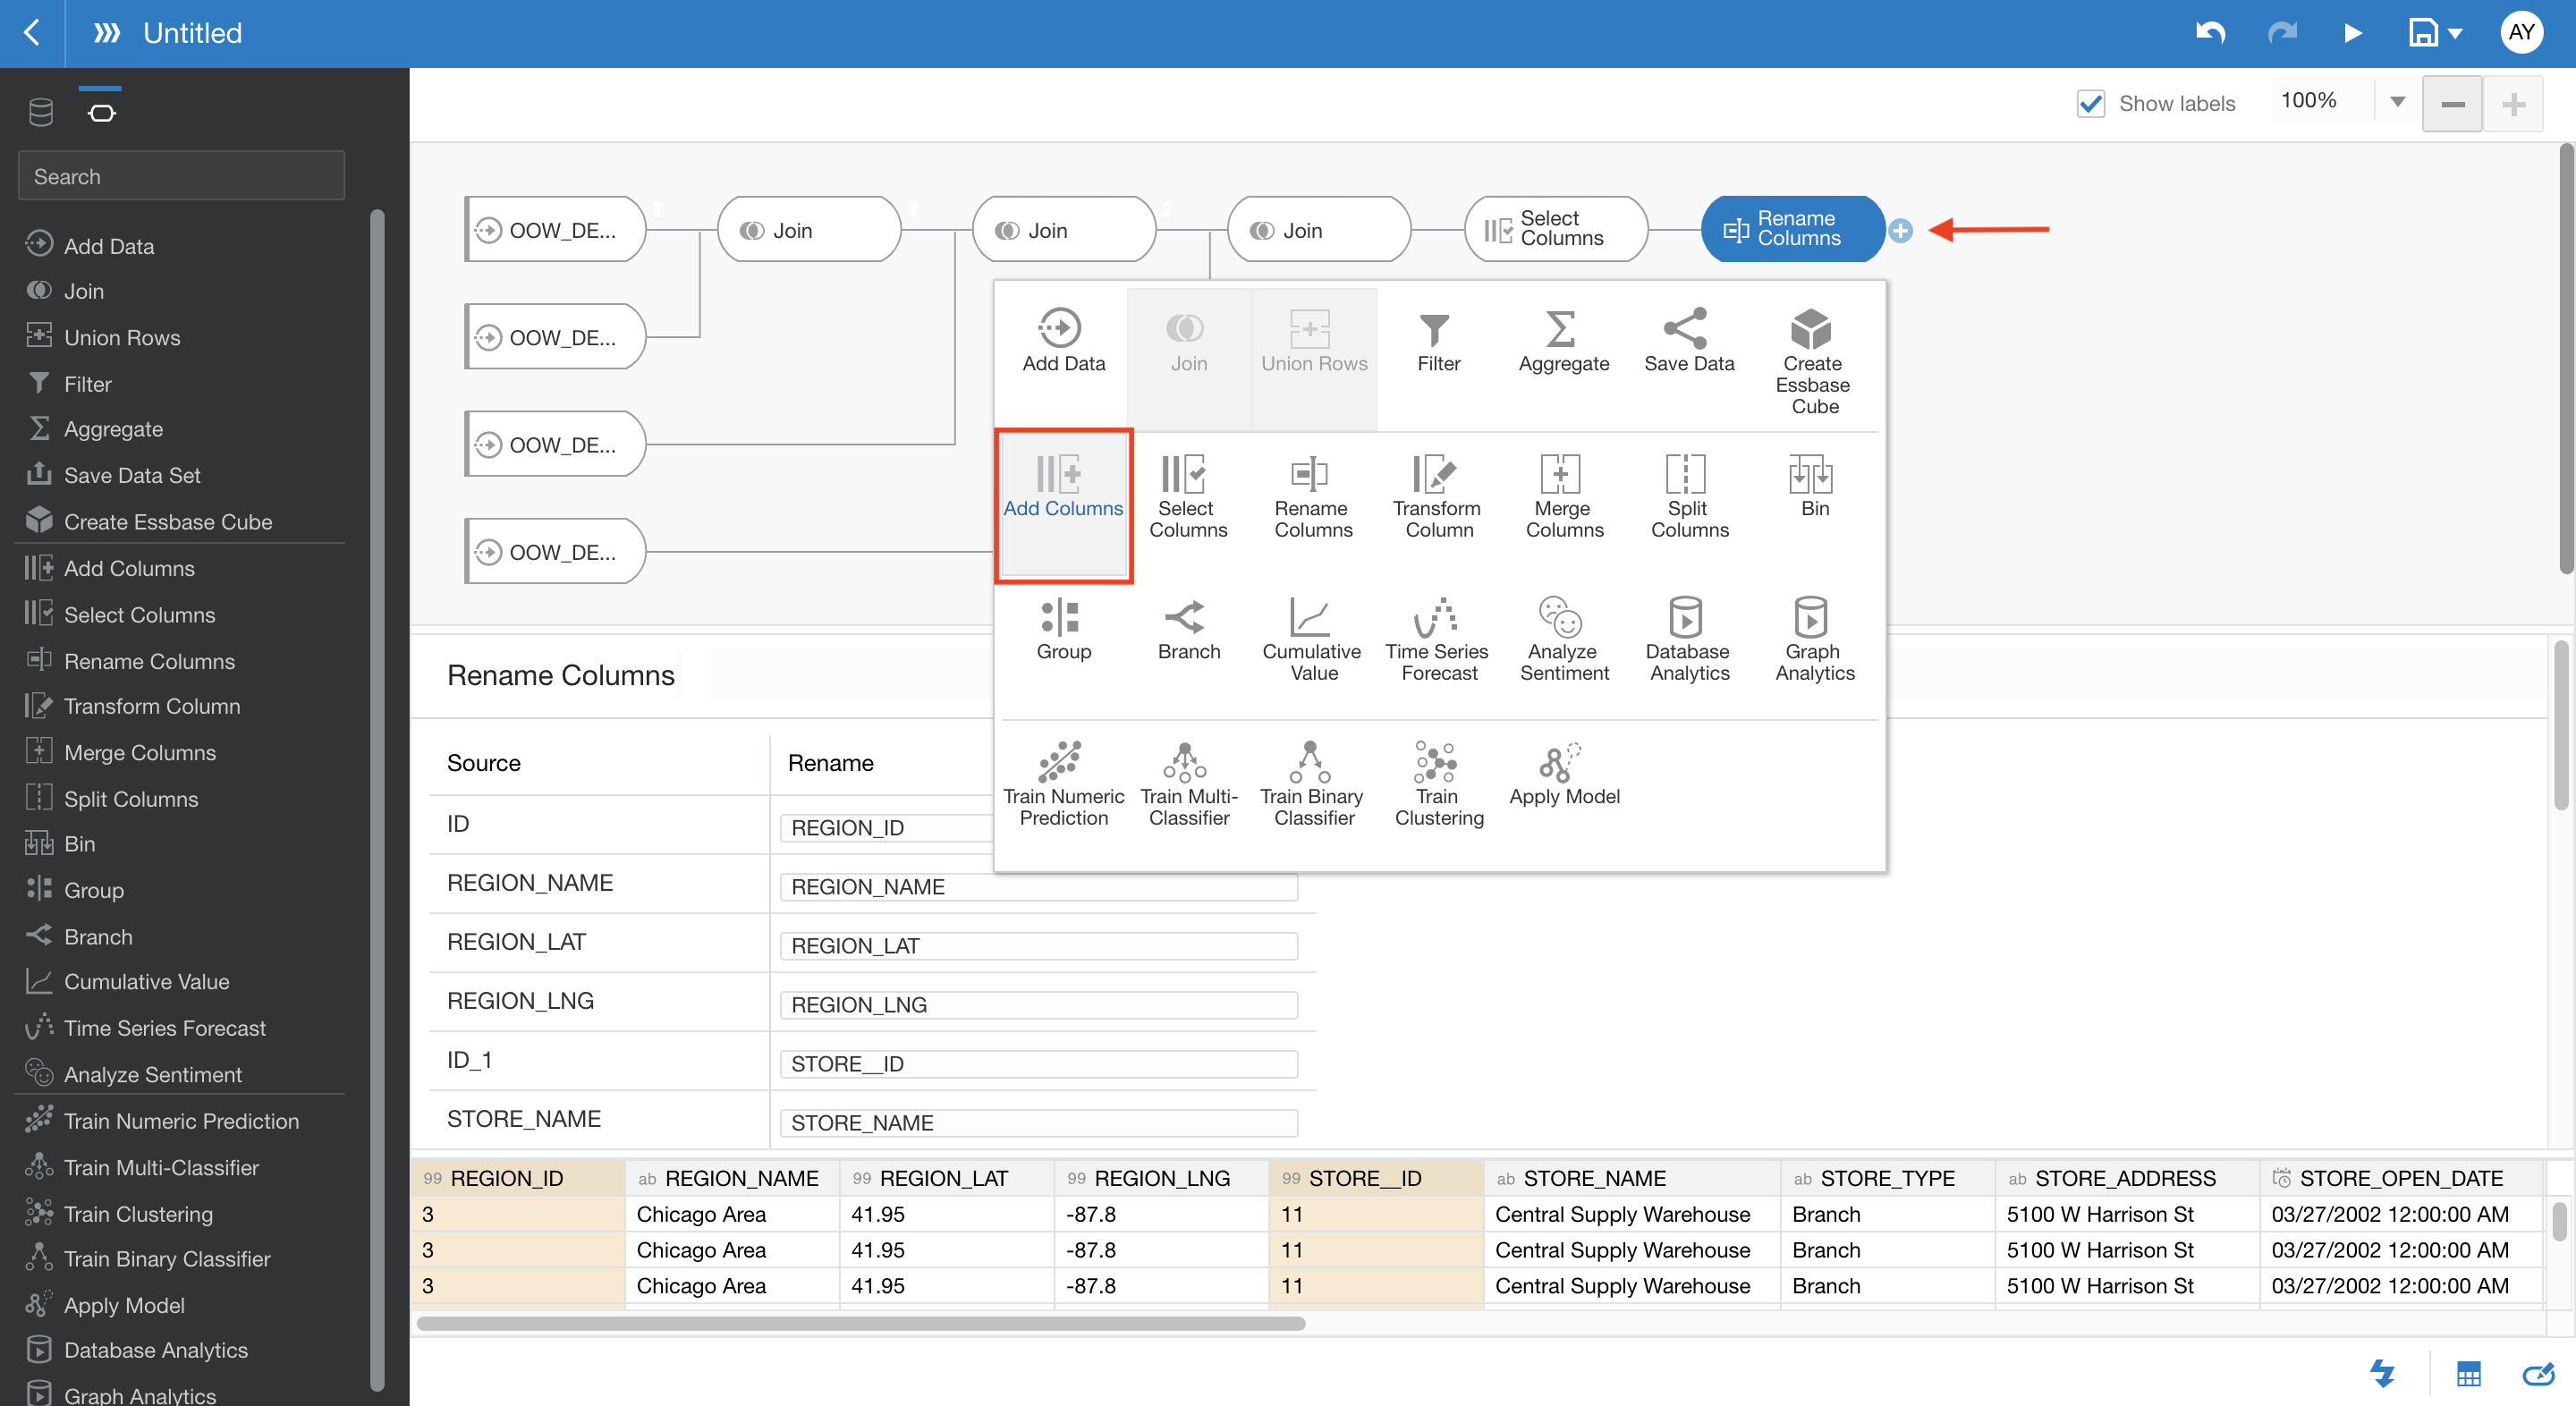 Untitled
AY
Show labels
100%
Search
Add Data
Join
Union Rows
Filter
Aggregate
Save Data Set
Create Essbase Cube
Add Columns
Select Columns
Rename Columns
Transform Column
Merge Columns
Split Columns
Bin
Group
Branch
Cumulative Value
Time Series Forecast
Analyze Sentiment
Train Numeric Prediction
Train Multi-Classifier
Train Clustering
Train Binary Classifier
Apply Model
Database Analytics
Graph Analytics
OOW_DE...
2
Join
2
Join
2
Join
Select
Columns
Rename
Columns
OOW_DE...
OOW_DE...
OOW_DE...
Add Data
Join
Union Rows
Filter
Aggregate
Save Data
Create
Essbase
Cube
Add Columns
Select
Columns
Rename
Columns
Transform
Column
Merge
Columns
Split
Columns
Bin
Group
Branch
Cumulative
Value
Time Series
Forecast
Analyze
Sentiment
Database
Analytics
Graph
Analytics
Train Numeric
Prediction
Train Multi-
Classifier
Train Binary
Classifier
Train
Clustering
Apply Model
Rename Columns
Source Rename
ID REGION_ID
REGION_NAME REGION_NAME
REGION_LAT REGION_LAT
REGION_LNG REGION_LNG
ID_1 STORE__ID
STORE_NAME STORE_NAME
99 REGION_ID ab REGION_NAME 99 REGION_LAT 99 REGION_LNG 99 STORE__ID ab STORE_NAME ab STORE_TYPE ab STORE_ADDRESS STORE_OPEN_DATE
3 Chicago Area 41.95 -87.8 11 Central Supply Warehouse Branch 5100 W Harrison St 03/27/2002 12:00:00 AM
3 Chicago Area 41.95 -87.8 11 Central Supply Warehouse Branch 5100 W Harrison St 03/27/2002 12:00:00 AM
3 Chicago Area 41.95 -87.8 11 Central Supply Warehouse Branch 5100 W Harrison St 03/27/2002 12:00:00 AM